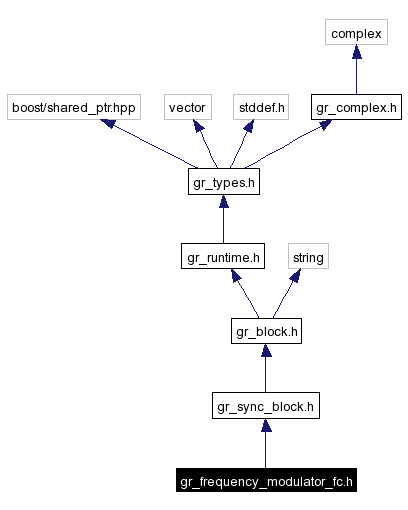 complex
boost/shared_ptr.hpp
vector
stddef.h
gr_complex.h
gr_types.h
gr_runtime.h
string
gr_block.h
gr_sync_block.h
gr_frequency_modulator_fc.h